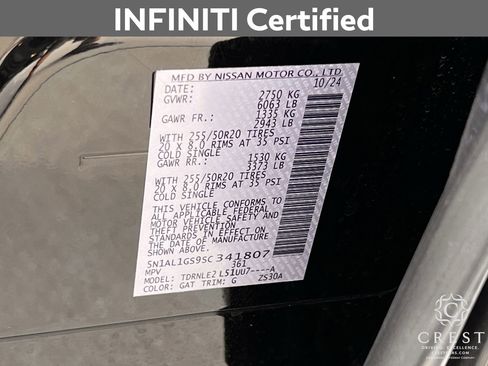 INFINITI Certified
MFD BY NISSAN MOTOR CO., LTD
DATE: 10/24
GVWR: 2750 KG
6063 LB
GAWR FR.: 1335 KG
2943 LB
WITH 255/50R20 TIRES
20 x 8.0 RIMS AT 35 PSI
COLD SINGLE
GAWR RR.: 1530 KG
3373 LB
WITH 255/50R20 TIRES
20 x 8.0 RIMS AT 35 PSI
COLD SINGLE
THIS VEHICLE CONFORMS TO
ALL APPLICABLE FEDERAL
MOTOR VEHICLE SAFETY AND
THEFT PREVENTION
STANDARDS IN EFFECT ON
THE DATE OF MANUFACTURE
SHOWN ABOVE.
5N1AL1GS9SC341807
MPV 361
MODEL: TDRNLE2 L51UU7----A
COLOR: GAT TRIM: G ZS30A
CREST
DRIVING. EXCELLENCE.